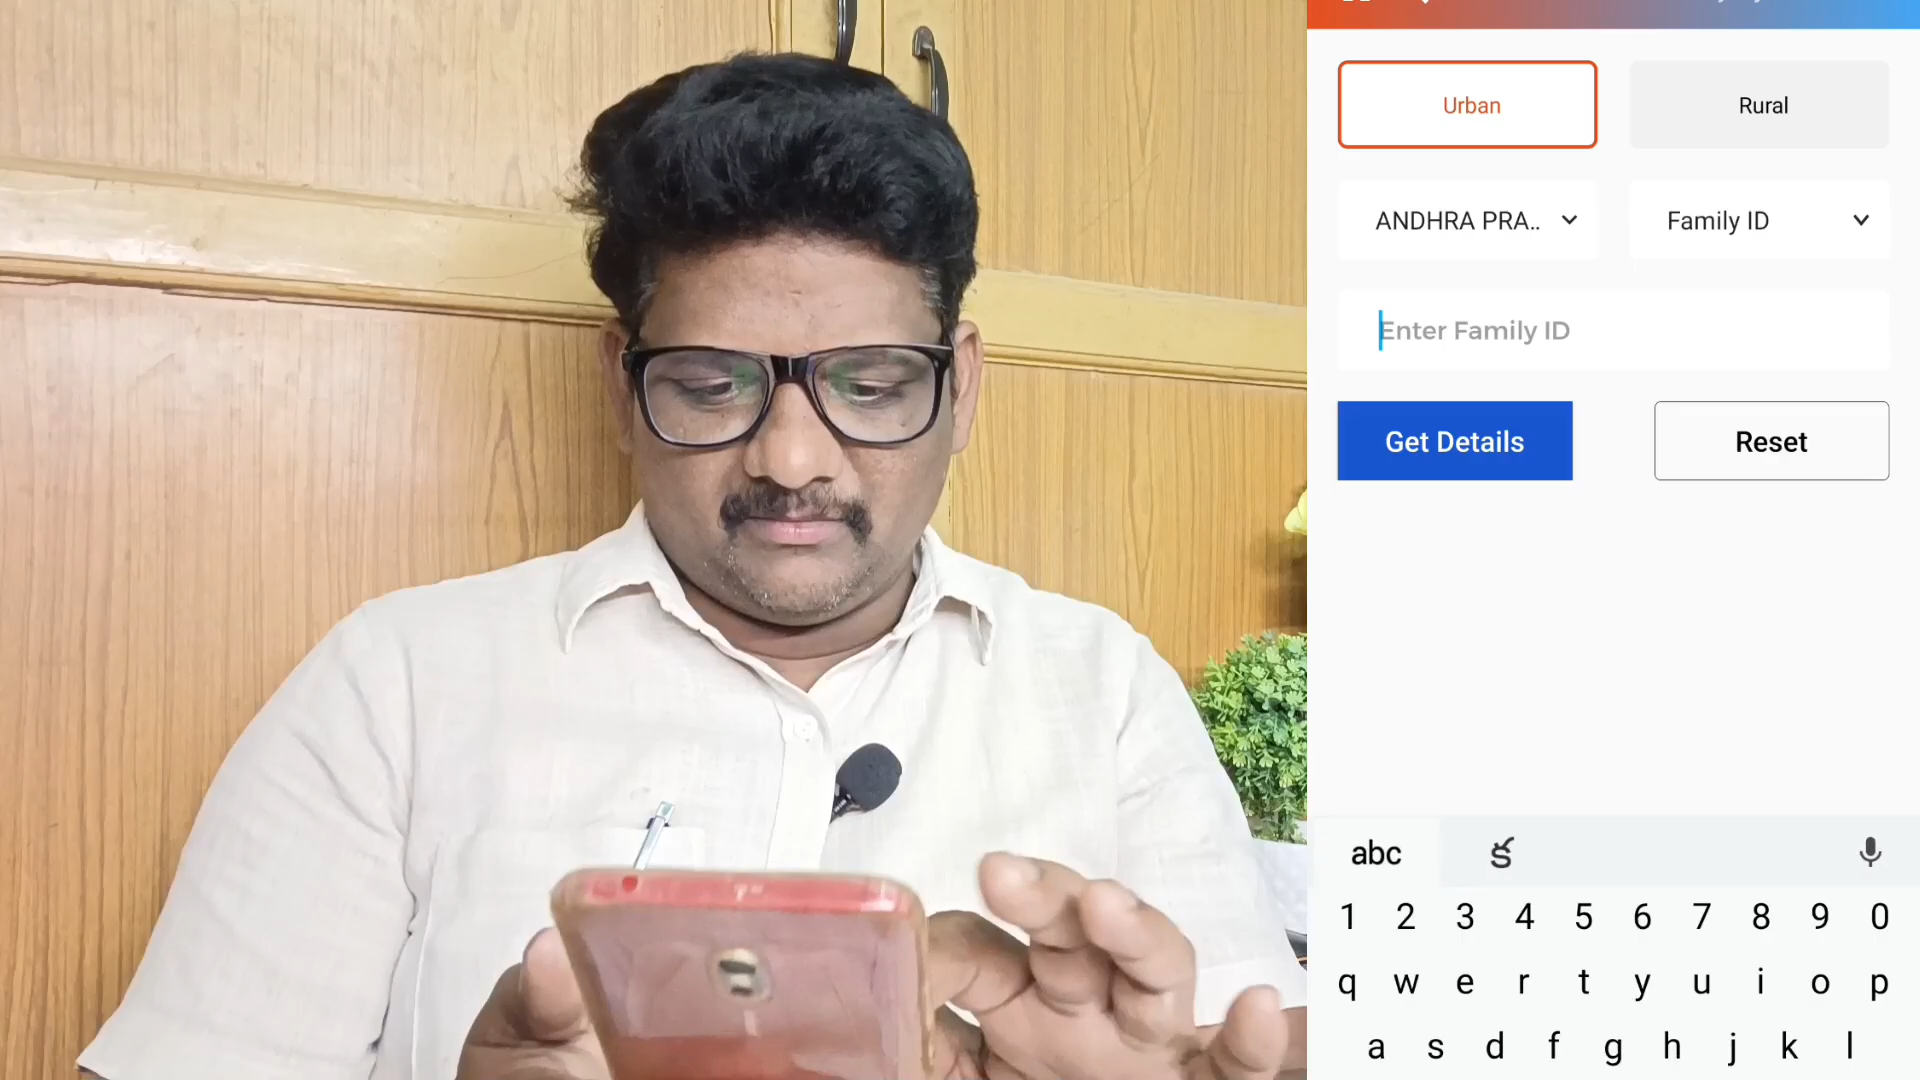 Urban Rural
ANDHRA PRA.. Family ID
Enter Family ID
Get Details Reset
abc క
1 2 3 4 5 6 7 8 9 0
q w e r t y u i o p
a s d f g h j k l